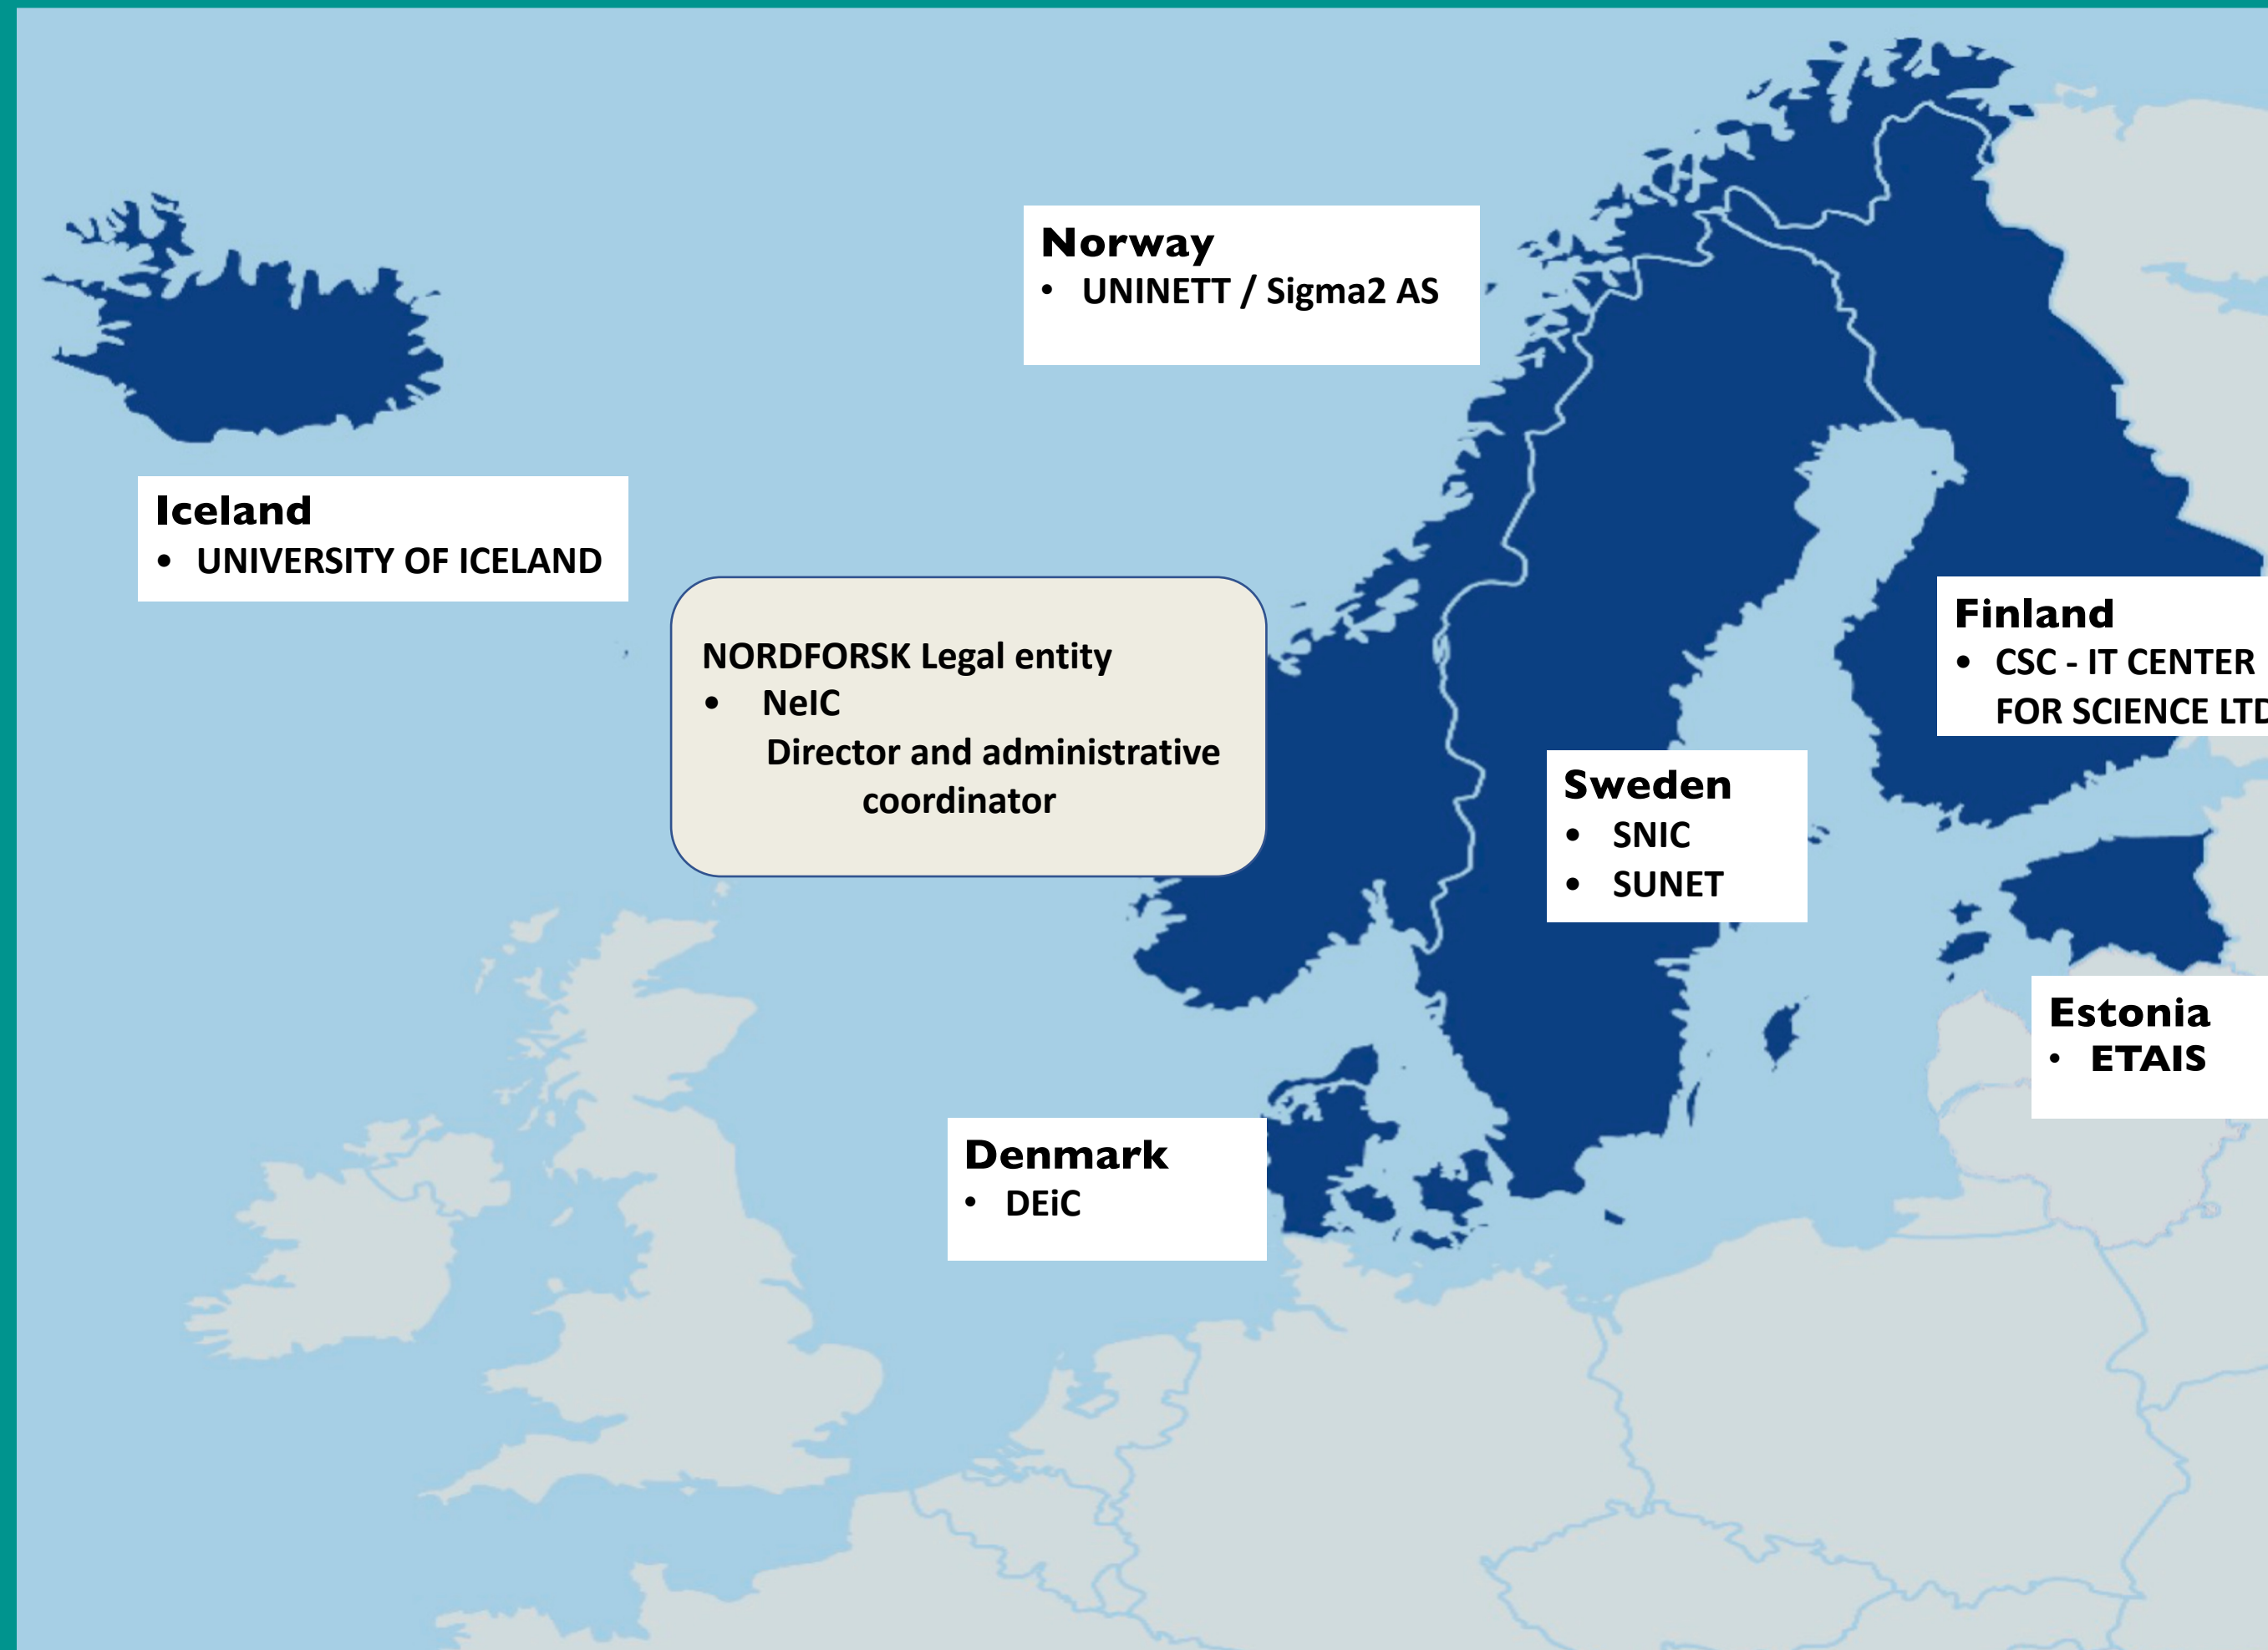 Norway
• UNINETT / Sigma2 AS
Iceland
• UNIVERSITY OF ICELAND
NORDFORSK Legal entity
• NeIC
Director and administrative
coordinator
Finland
• CSC - IT CENTER
FOR SCIENCE LTD
Sweden
• SNIC
• SUNET
Estonia
• ETAIS
Denmark
• DEiC